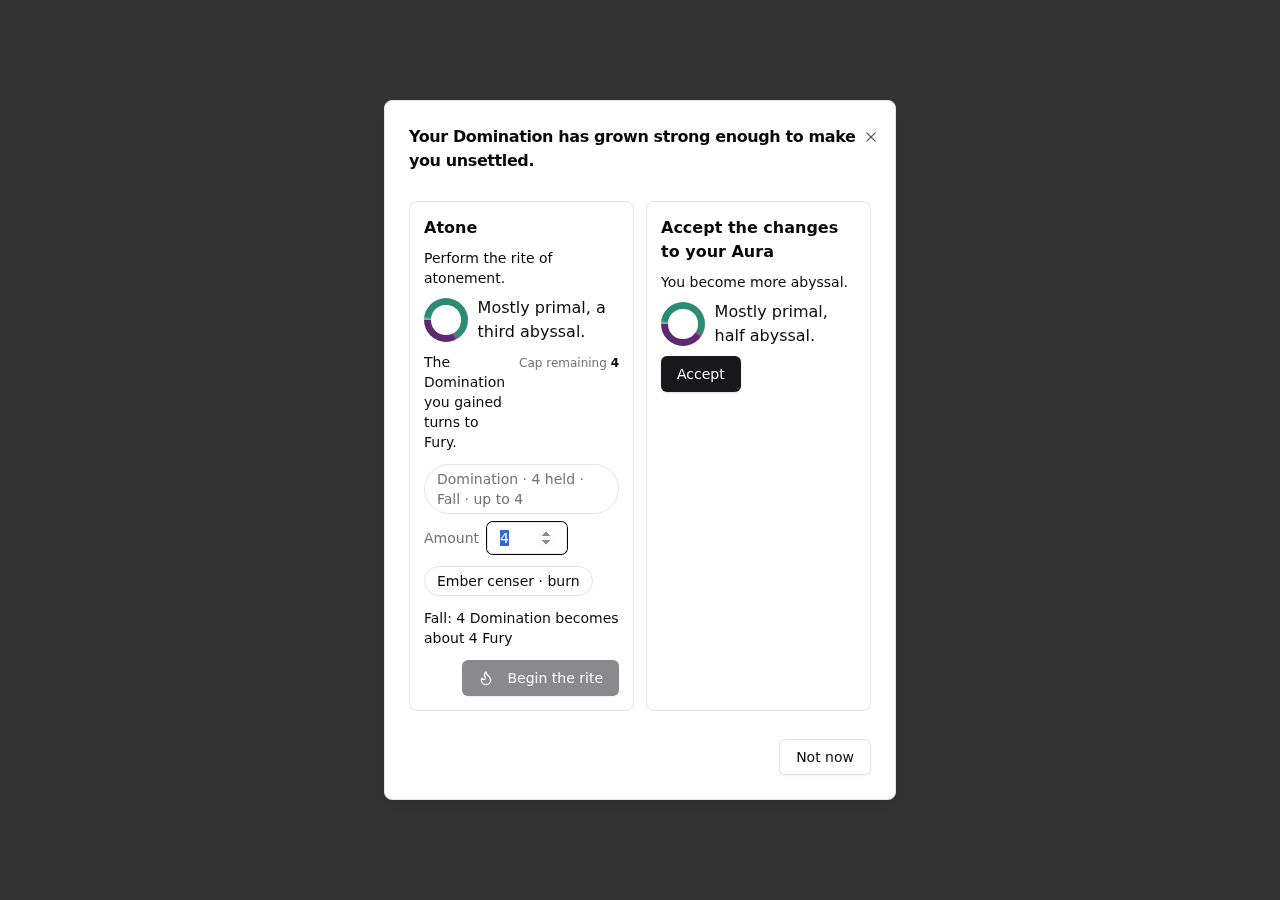 Your Domination has grown strong enough to make
you unsettled.
Atone
Perform the rite of
atonement.
Mostly primal, a
third abyssal.
The
Domination
you gained
turns to
Fury.
Cap remaining 4
Domination · 4 held ·
Fall · up to 4
Amount 4
Ember censer · burn
Fall: 4 Domination becomes
about 4 Fury
Begin the rite
Accept the changes
to your Aura
You become more abyssal.
Mostly primal,
half abyssal.
Accept
Not now